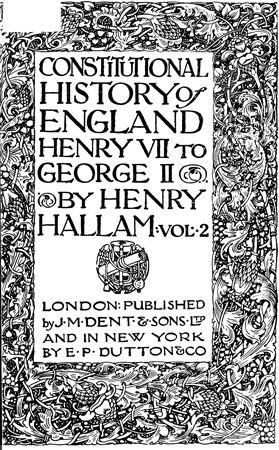 CONSTITUTIONAL
HISTORY of
ENGLAND
HENRY VII TO
GEORGE II
BY HENRY
HALLAM·VOL·2
LONDON: PUBLISHED
by J·M·DENT·&·SONS·LTD
AND IN NEW YORK
BY E·P·DUTTON&CO